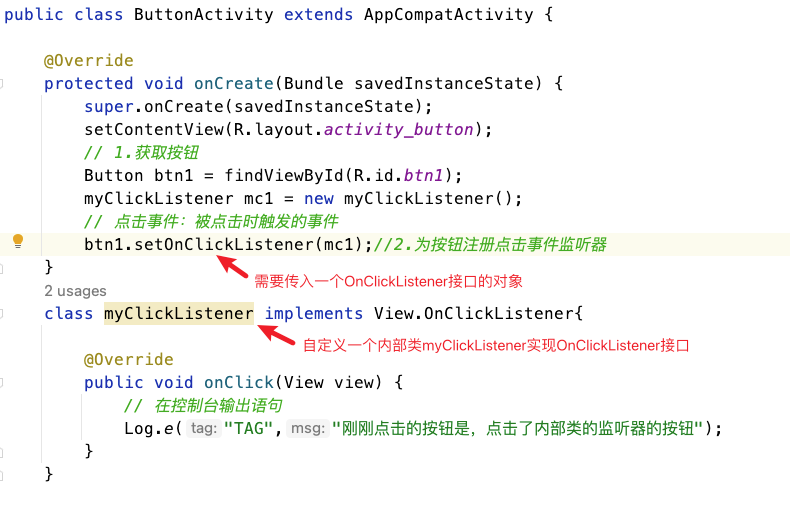 public class ButtonActivity extends AppCompatActivity {
@Override
protected void onCreate(Bundle savedInstanceState) {
super.onCreate(savedInstanceState);
setContentView(R.layout.activity_button);
// 1.获取按钮
Button btn1 = findViewById(R.id.btn1);
myClickListener mc1 = new myClickListener();
// 点击事件：被点击时触发的事件
btn1.setOnClickListener(mc1);//2.为按钮注册点击事件监听器
}
需要传入一个OnClickListener接口的对象
2 usages
class myClickListener implements View.OnClickListener{
自定义一个内部类myClickListener实现OnClickListener接口
@Override
public void onClick(View view) {
// 在控制台输出语句
Log.e( tag: "TAG", msg: "刚刚点击的按钮是，点击了内部类的监听器的按钮");
}
}